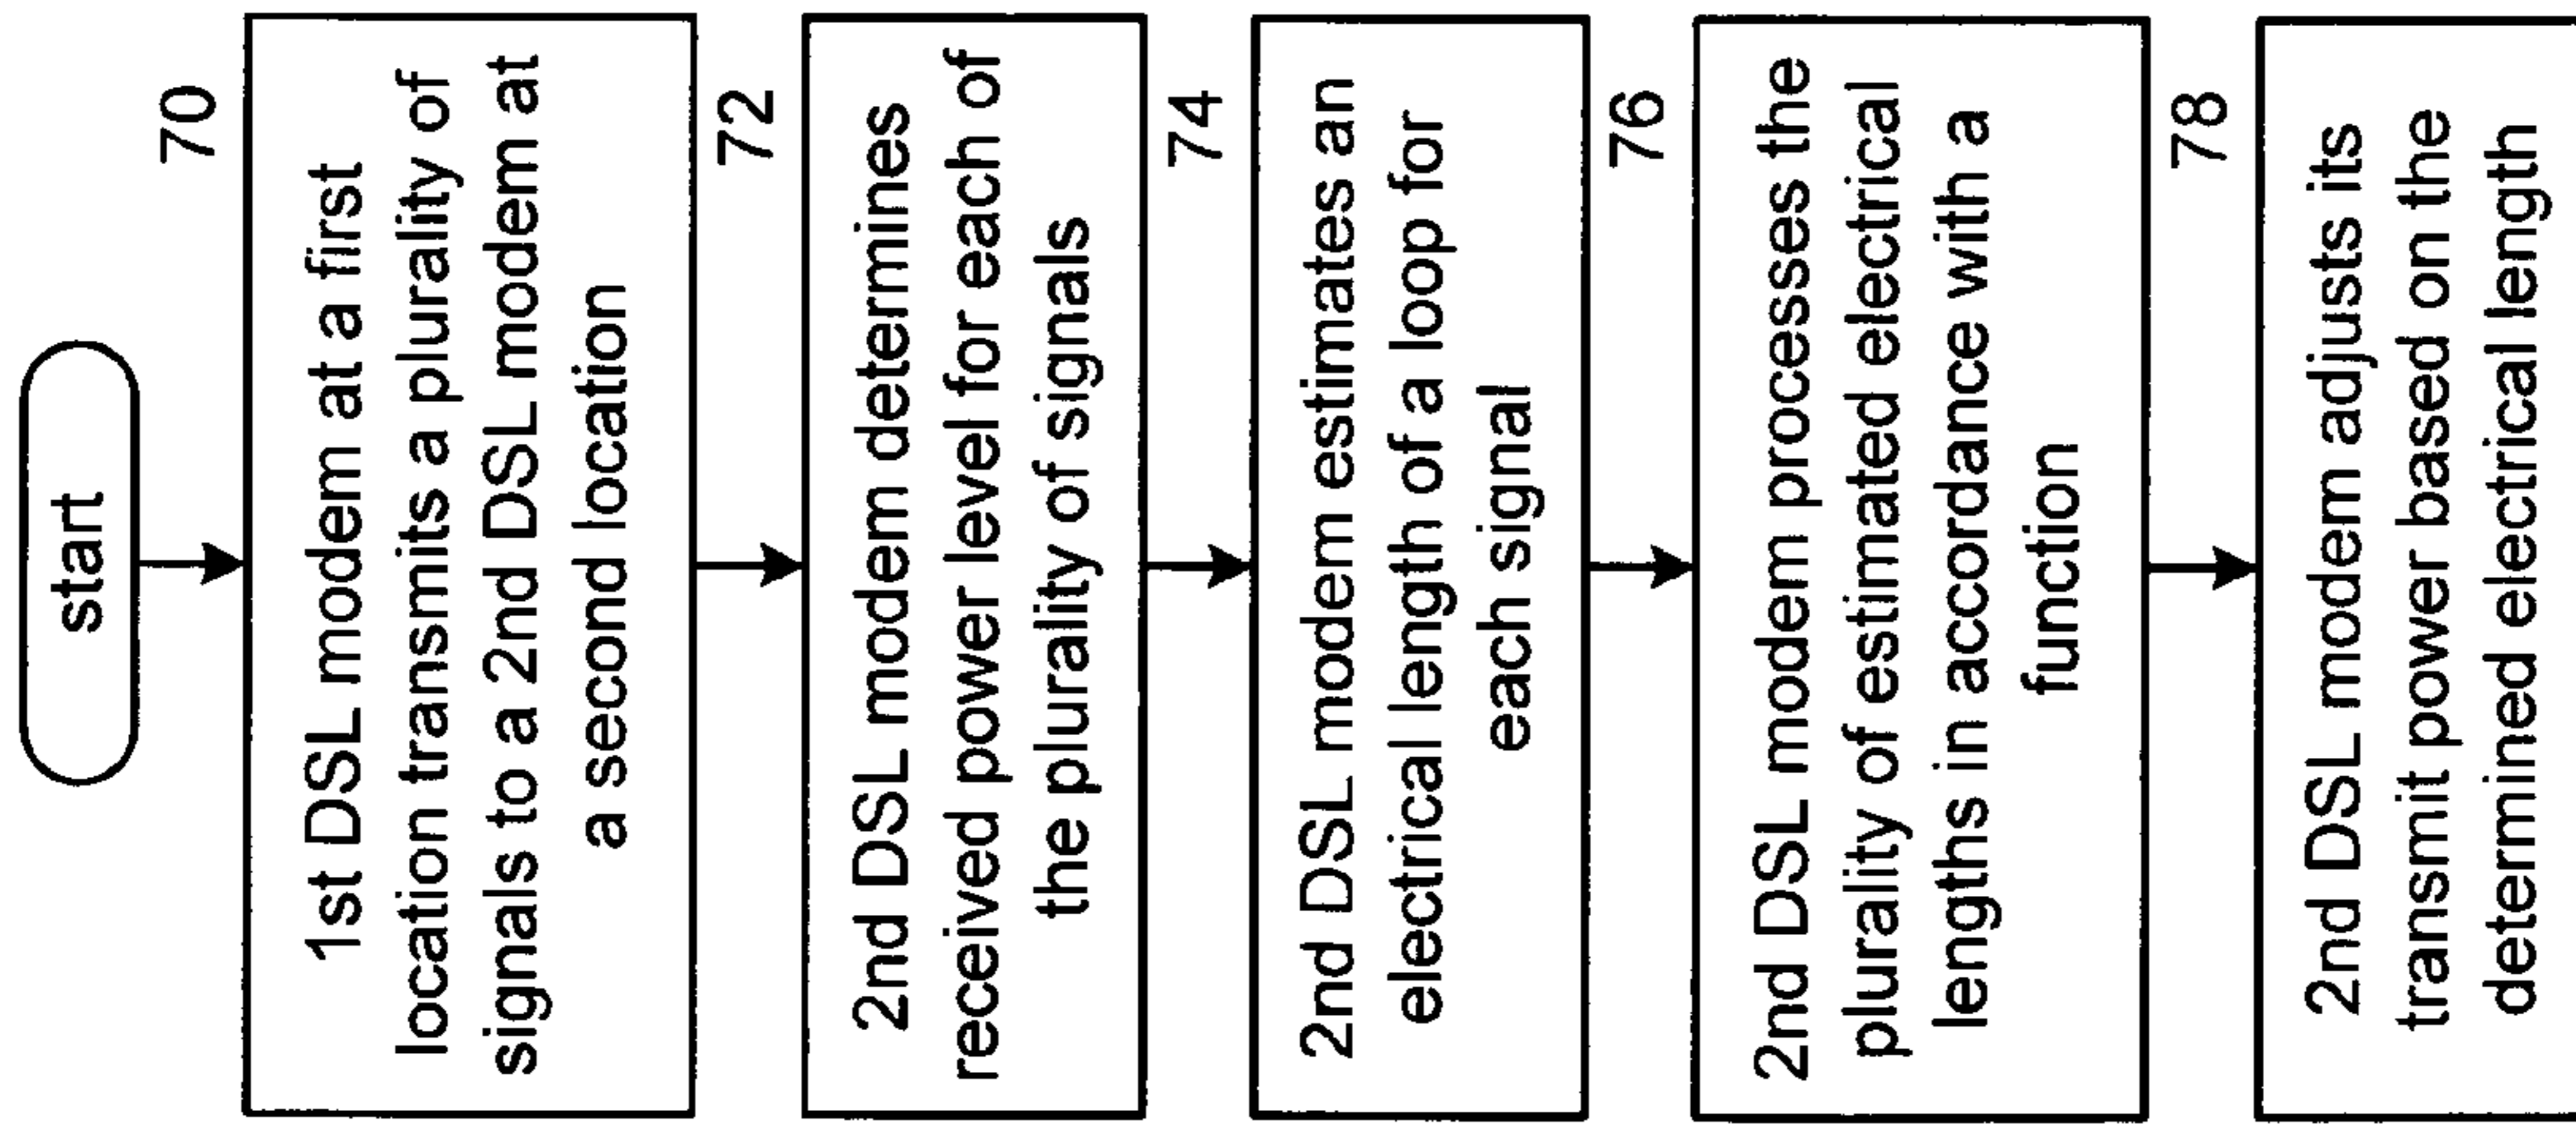 start
70
1st DSL modem at a first
location transmits a plurality of
signals to a 2nd DSL modem at
a second location
72
2nd DSL modem determines
received power level for each of
the plurality of signals
74
2nd DSL modem estimates an
electrical length of a loop for
each signal
76
2nd DSL modem processes the
plurality of estimated electrical
lengths in accordance with a
function
78
2nd DSL modem adjusts its
transmit power based on the
determined electrical length